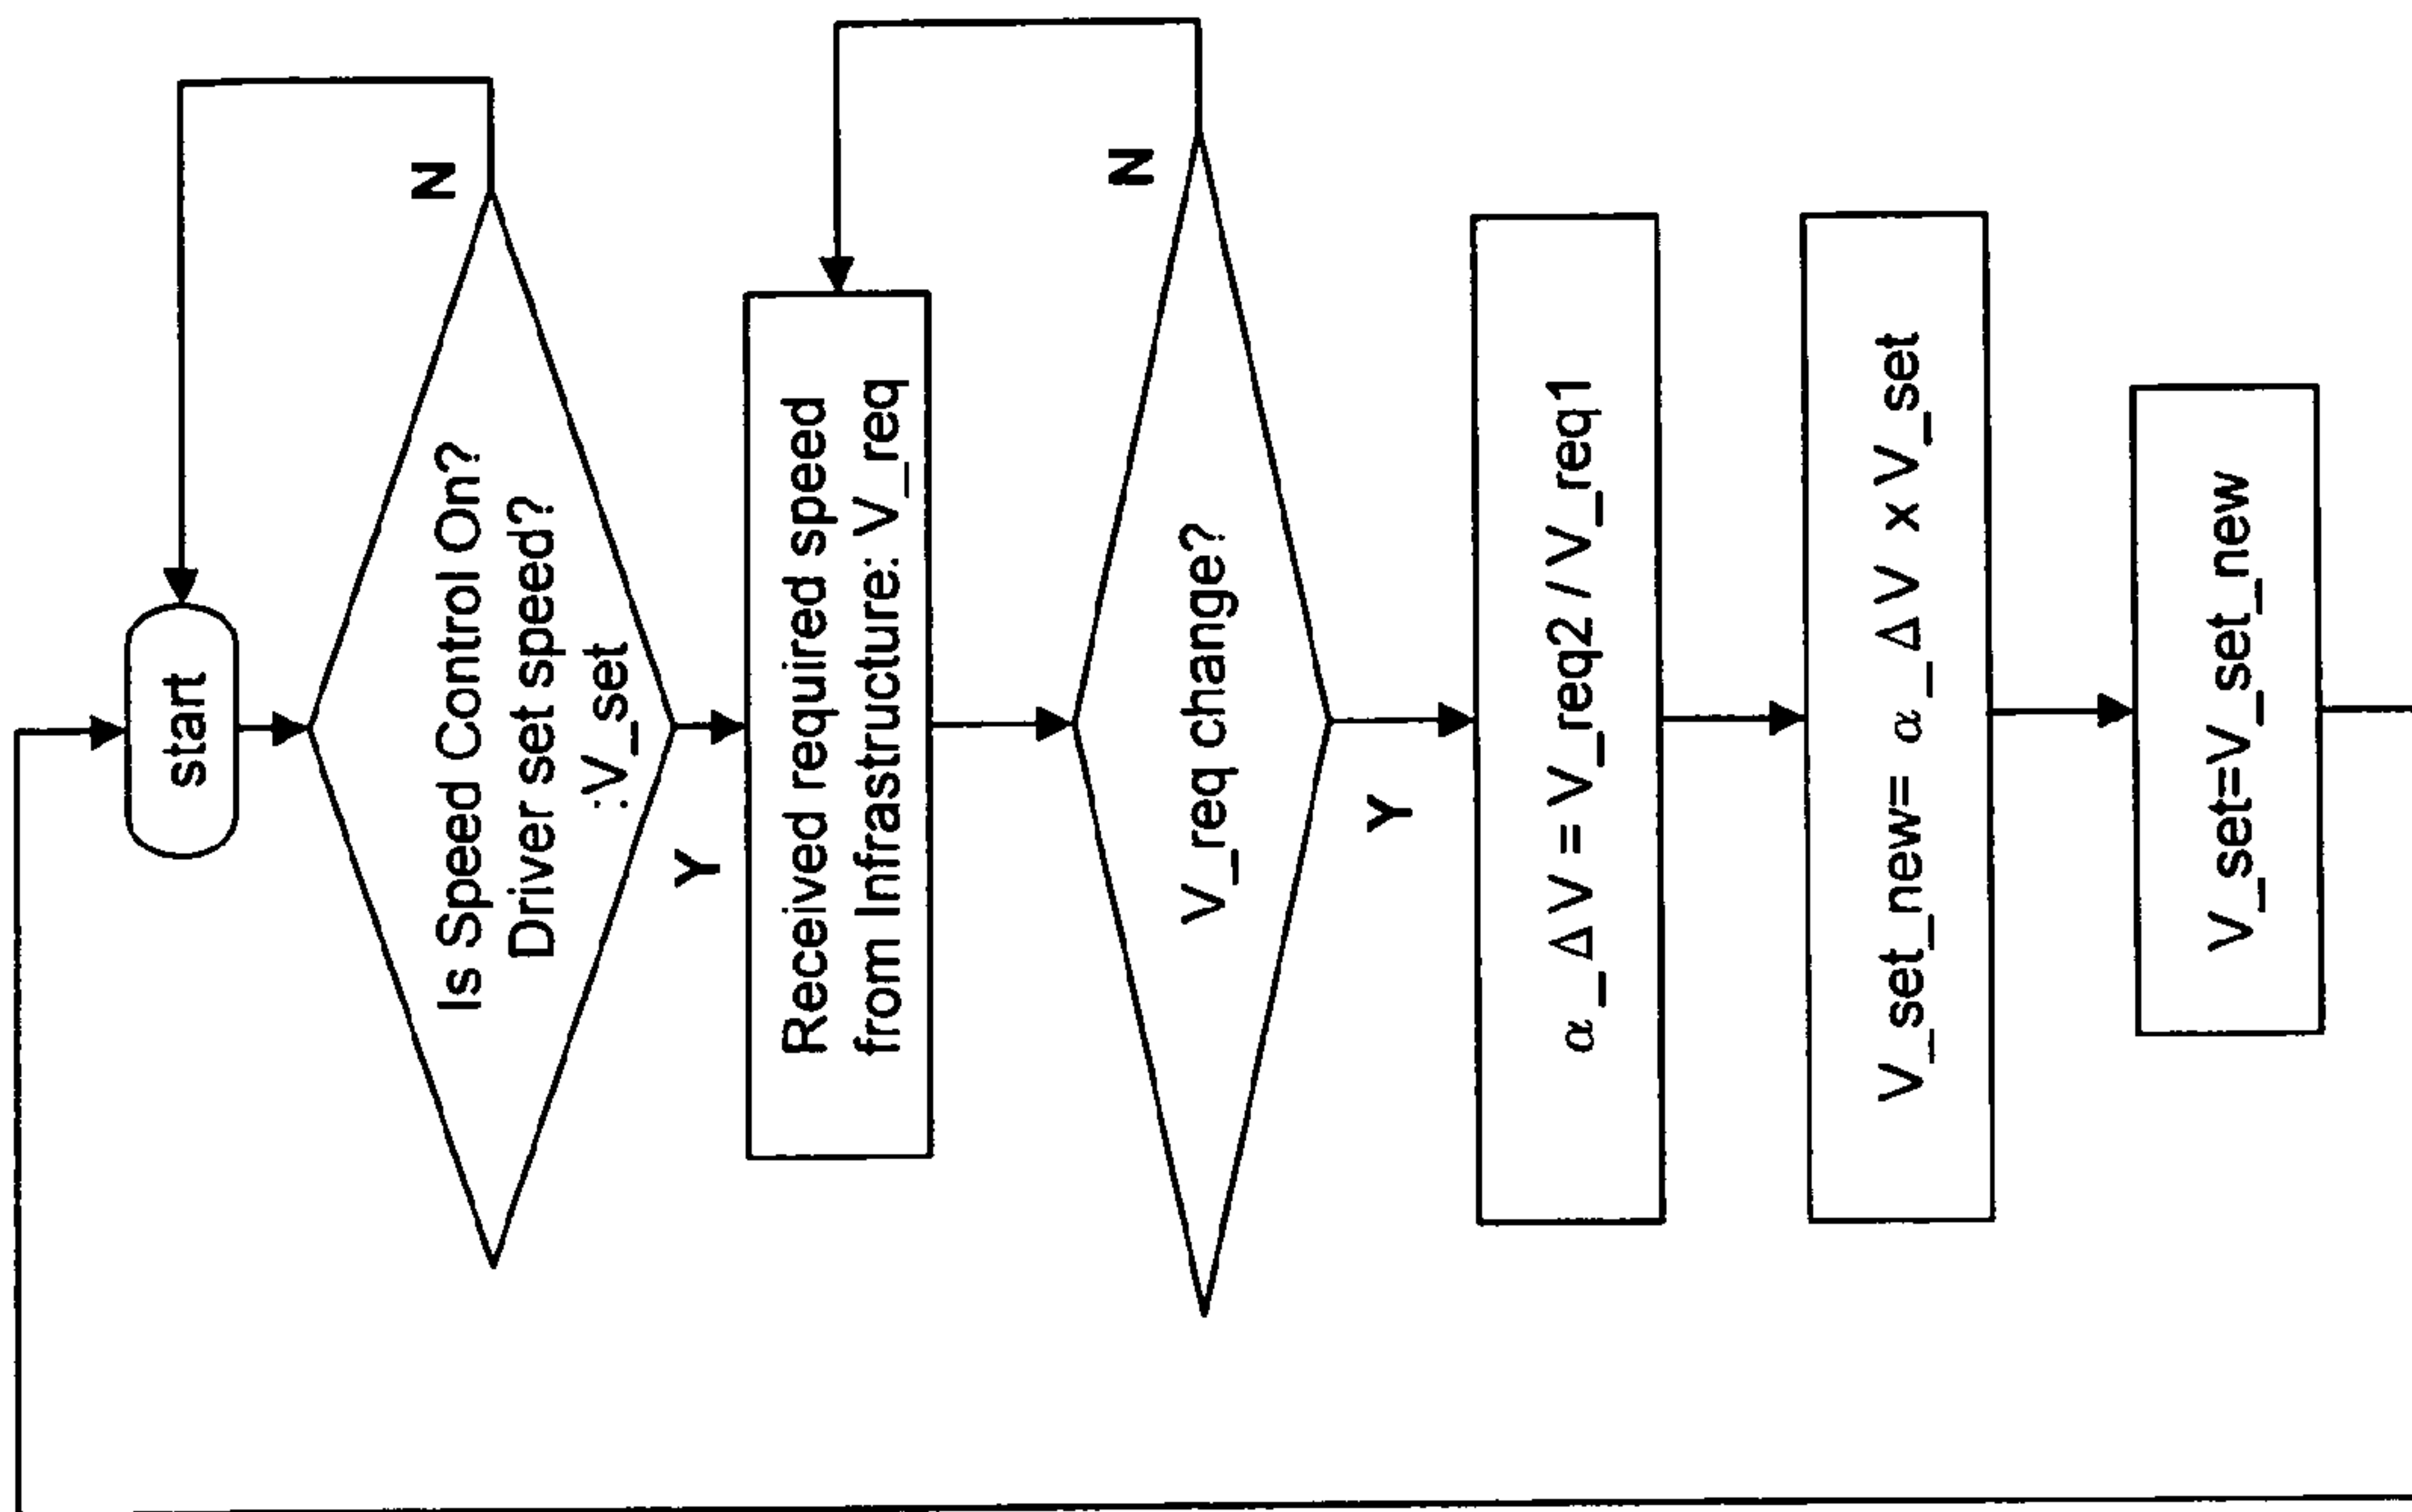 start
Is Speed Control On?
Driver set speed?
:V_set
N
Y
Received required speed
from Infrastructure: V_req
V_req change?
N
Y
α_ΔV = V_req2 / V_req1
V_set_new= α_ΔV x V_set
V_set=V_set_new